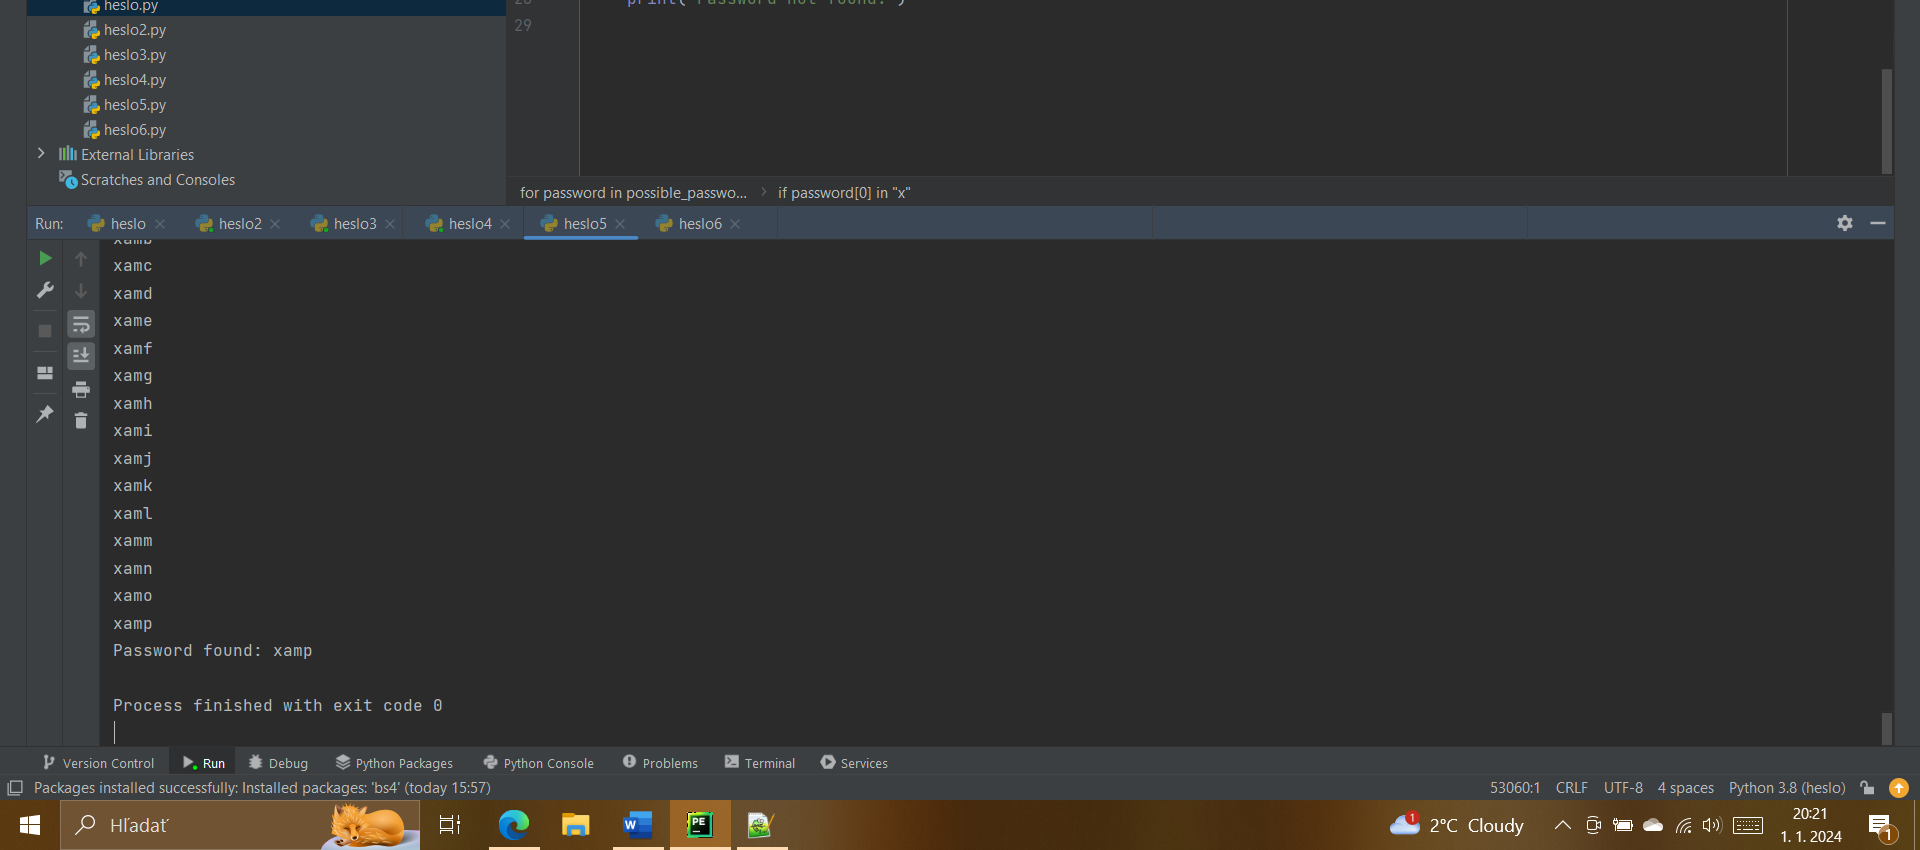 heslo.py
heslo2.py
heslo3.py
heslo4.py
heslo5.py
heslo6.py
External Libraries
Scratches and Consoles
28 print("Password not found.")
29
for password in possible_passwo... if password[0] in "x"
Run: heslo heslo2 heslo3 heslo4 heslo5 heslo6
xamb
xamc
xamd
xame
xamf
xamg
xamh
xami
xamj
xamk
xaml
xamm
xamn
xamo
xamp
Password found: xamp
Process finished with exit code 0
Version Control Run Debug Python Packages Python Console Problems Terminal Services
Packages installed successfully: Installed packages: 'bs4' (today 15:57) 53060:1 CRLF UTF-8 4 spaces Python 3.8 (heslo)
Hľadať W PE 1 2°C Cloudy 20:21
1. 1. 2024 1